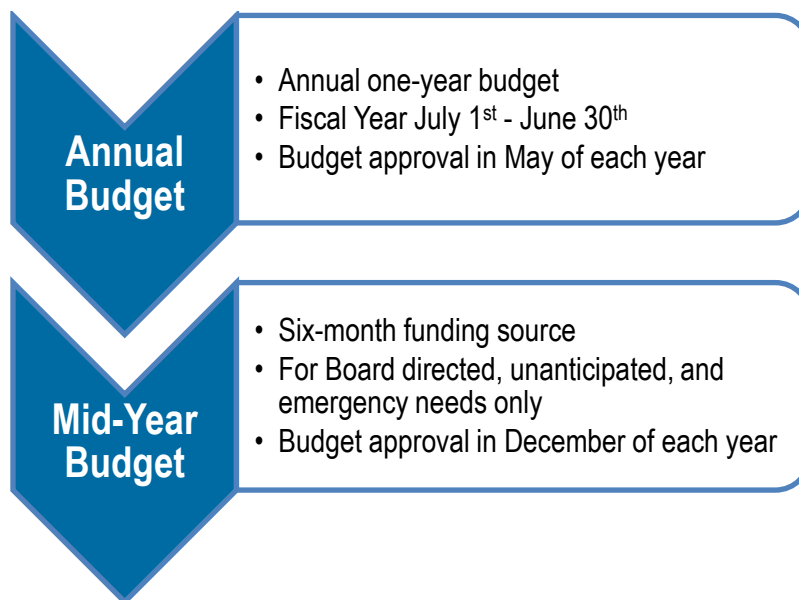 Annual
Budget
• Annual one-year budget
• Fiscal Year July 1st - June 30th
• Budget approval in May of each year
Mid-Year
Budget
• Six-month funding source
• For Board directed, unanticipated, and
emergency needs only
• Budget approval in December of each year